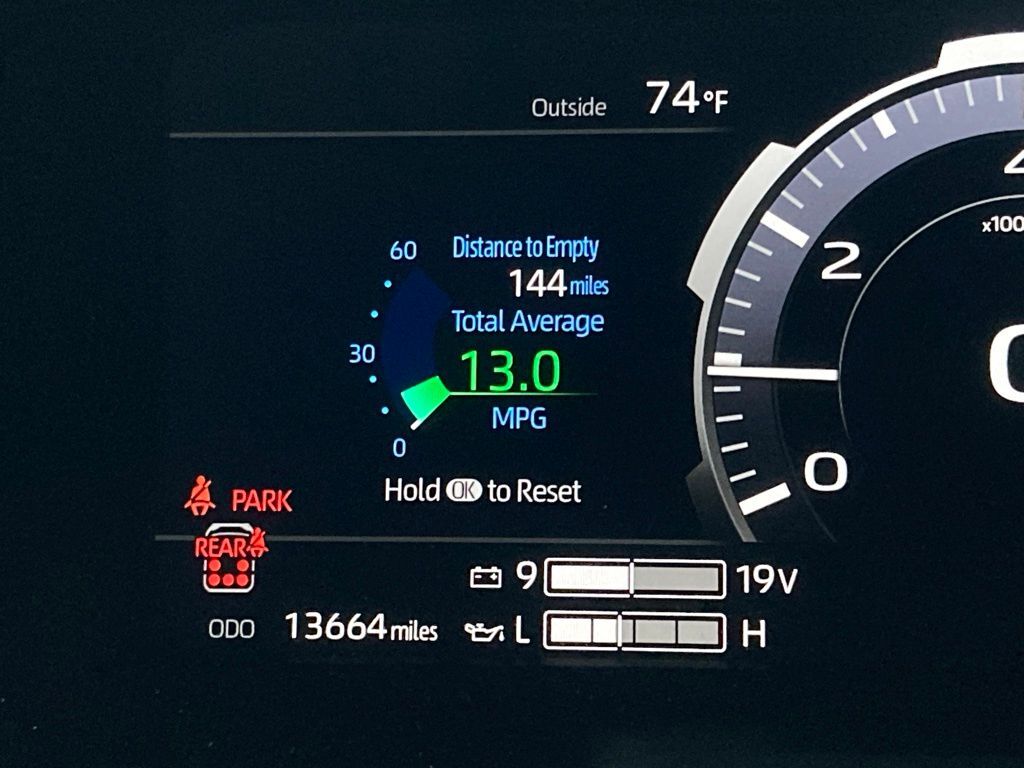 Outside 74°F
60 Distance to Empty
144 miles
Total Average
30 13.0
MPG
0
Hold OK to Reset
PARK
REAR
9 19V
ODO 13664 miles L H
x100
2
0